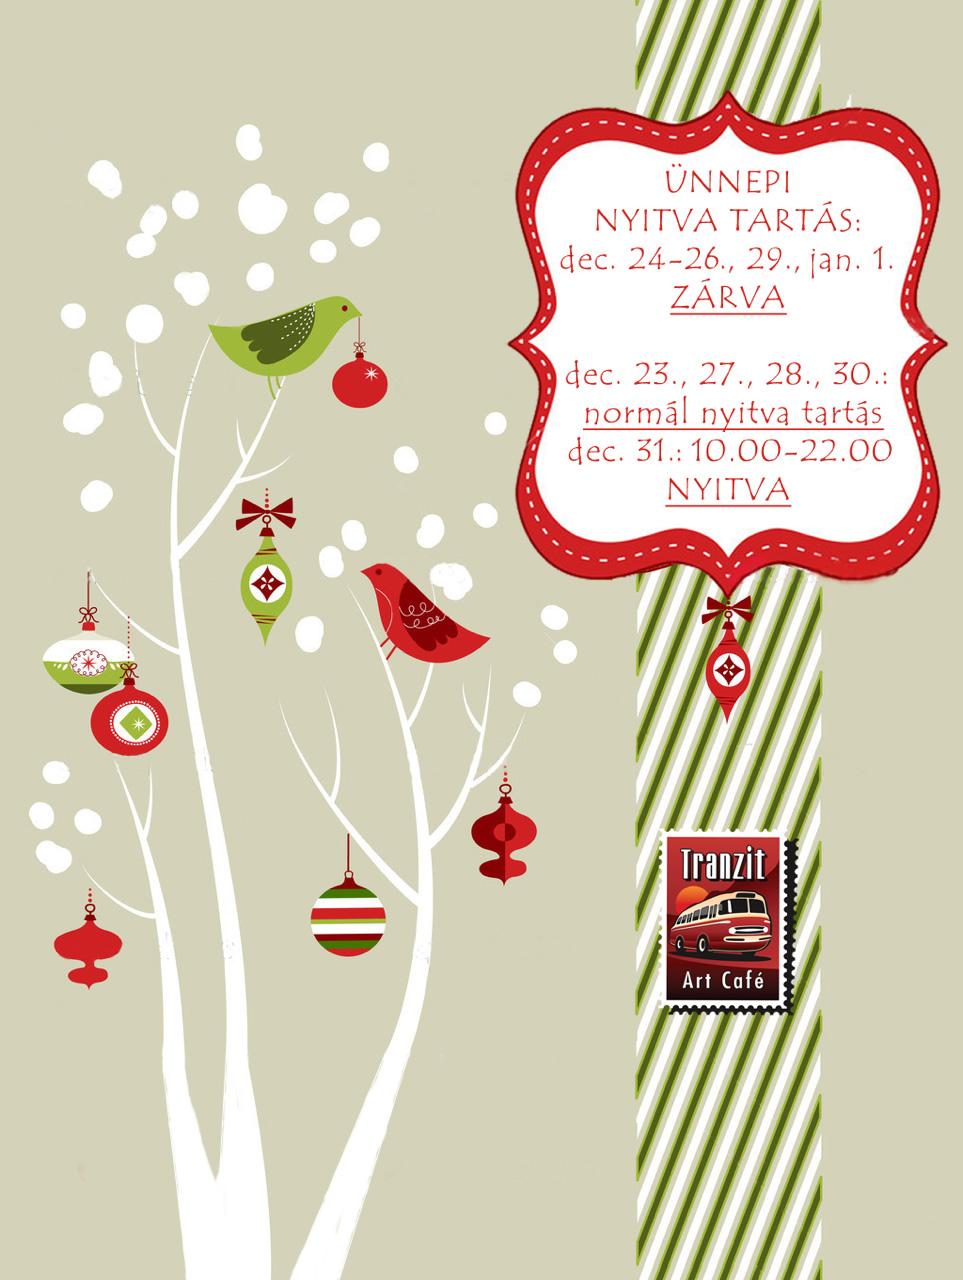 ÜNNEPI
NYITVA TARTÁS:
dec. 24-26., 29., jan. 1.
ZÁRVA
dec. 23., 27., 28., 30.:
normál nyitva tartás
dec. 31.: 10.00-22.00
NYITVA
Tranzit
Art Café